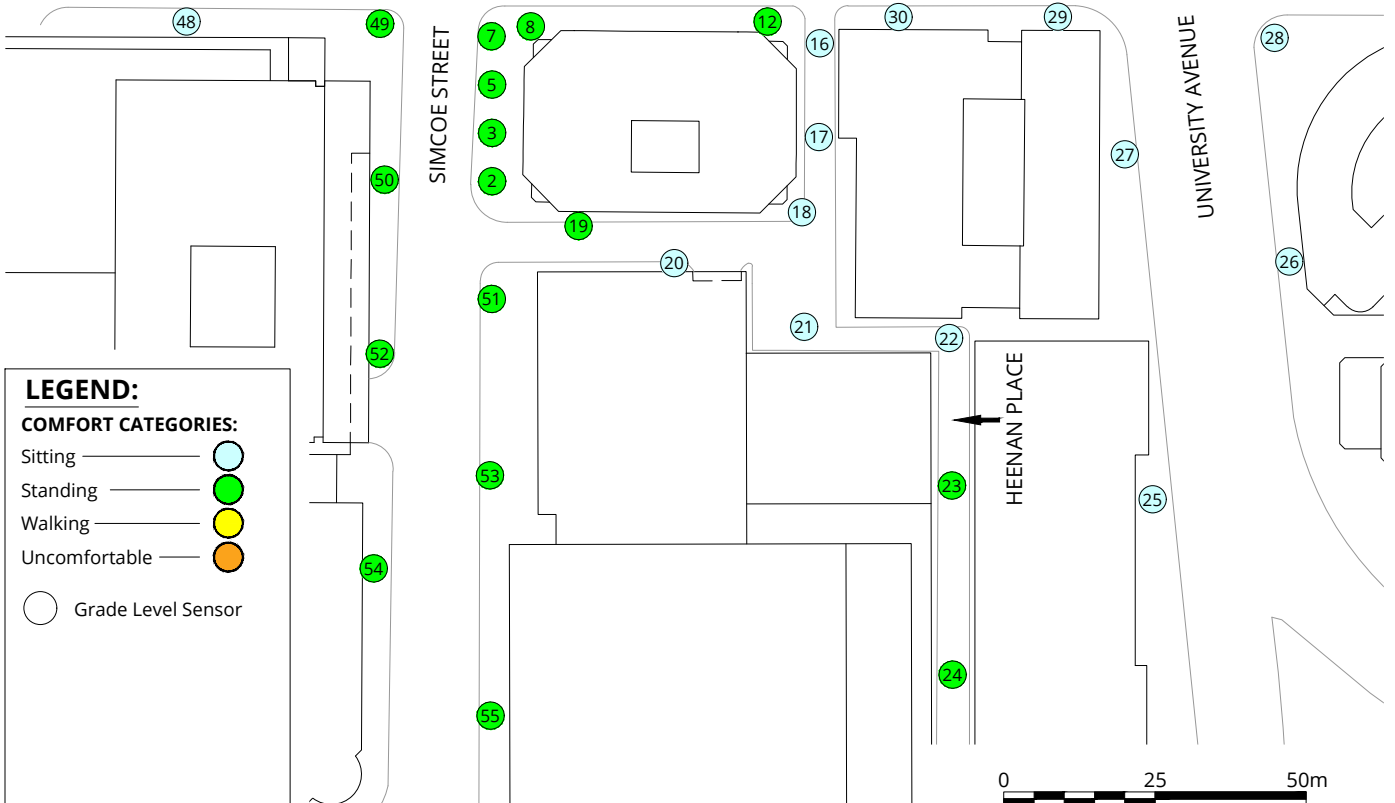 48
49
7
8
12
16
30
29
28
5
3
2
17
27
50
19
18
20
26
51
21
22
52
53
23
25
54
24
55
SIMCOE STREET
UNIVERSITY AVENUE
HEENAN PLACE
LEGEND:
COMFORT CATEGORIES:
Sitting
Standing
Walking
Uncomfortable
Grade Level Sensor
0 25 50m